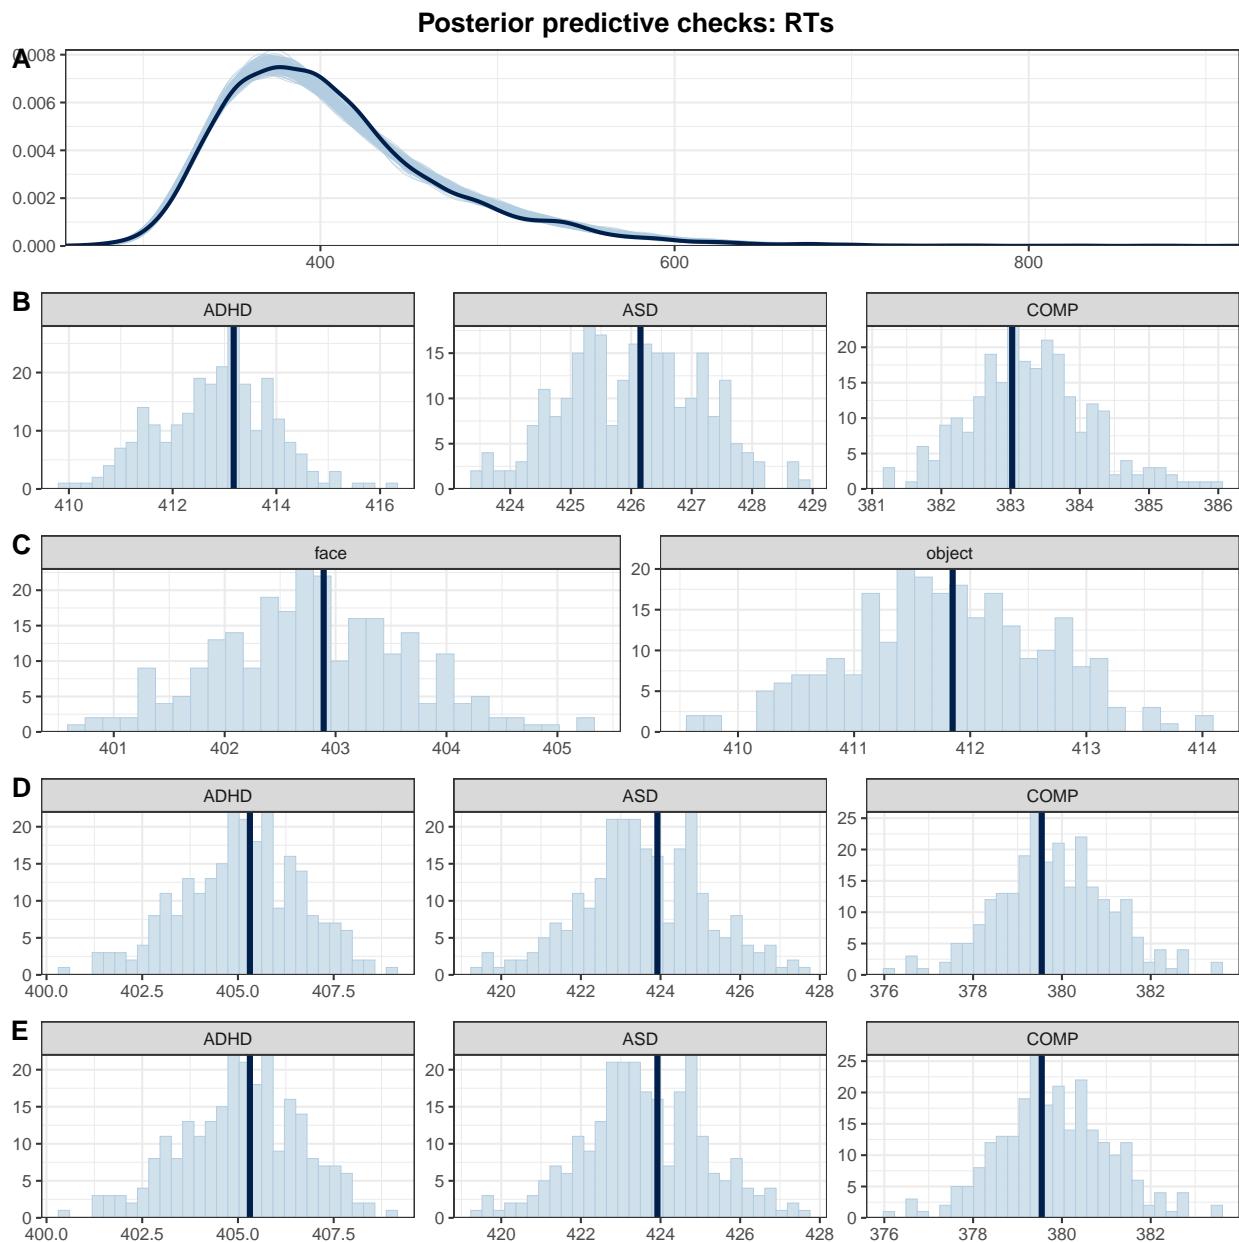 Posterior predictive checks: RTs
A
0.008
0.006
0.004
0.002
0.000
400 600 800
B
ADHD ASD COMP
20
10
0
410 412 414 416
15
10
5
0
424 425 426 427 428 429
20
15
10
5
0
381 382 383 384 385 386
C
face object
20
15
10
5
0
401 402 403 404 405
20
15
10
5
0
410 411 412 413 414
D
ADHD ASD COMP
20
15
10
5
0
400.0 402.5 405.0 407.5
20
15
10
5
0
420 422 424 426 428
25
20
15
10
5
0
376 378 380 382
E
ADHD ASD COMP
20
15
10
5
0
400.0 402.5 405.0 407.5
20
15
10
5
0
420 422 424 426 428
25
20
15
10
5
0
376 378 380 382